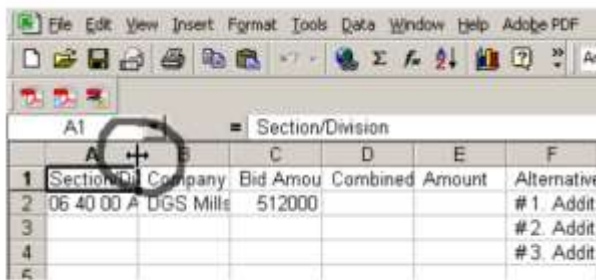 File Edit View Insert Format Tools Data Window Help Adobe PDF
A1 = Section/Division
A B C D E F
1 Section/Di Company Bid Amou Combined Amount Alternative
2 06 40 00 A DGS Mills 512000 #1. Addit
3 #2. Addit
4 #3. Addit
5